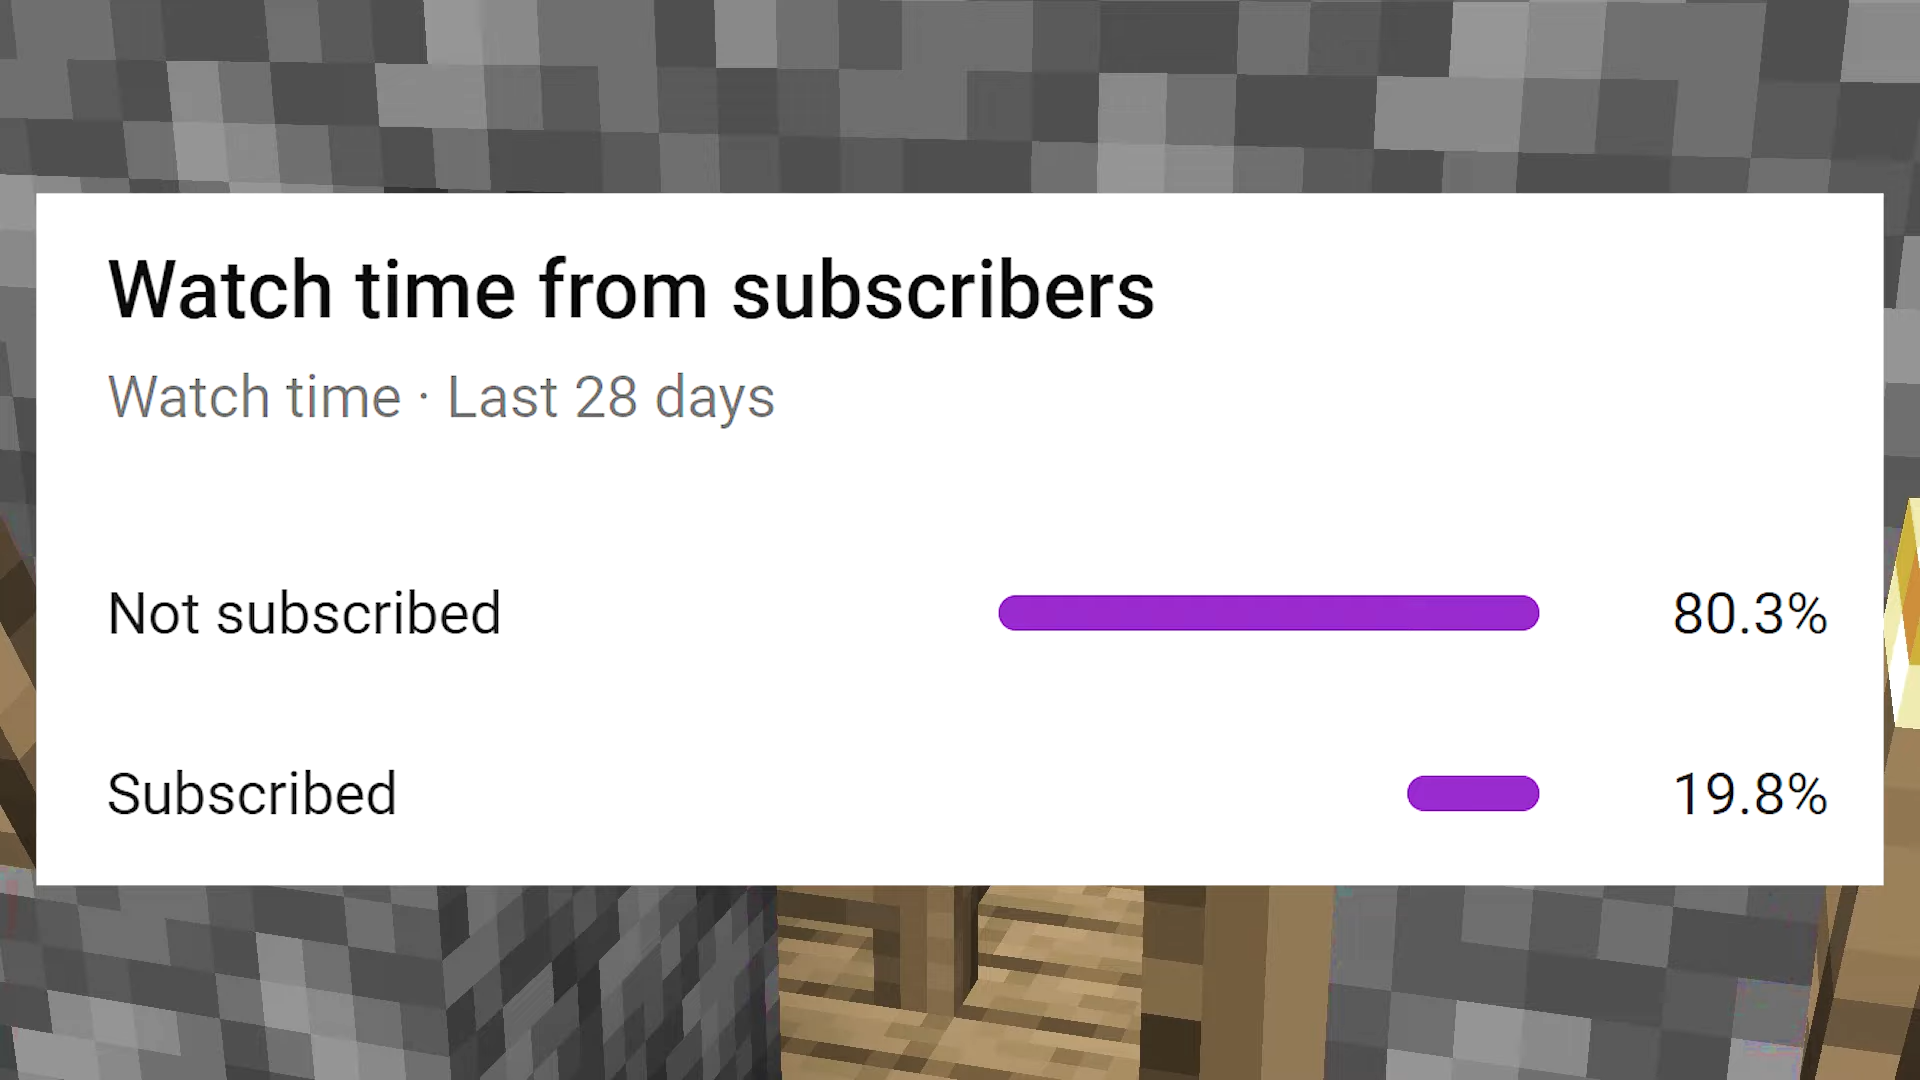 Watch time from subscribers
Watch time · Last 28 days
Not subscribed 80.3%
Subscribed 19.8%